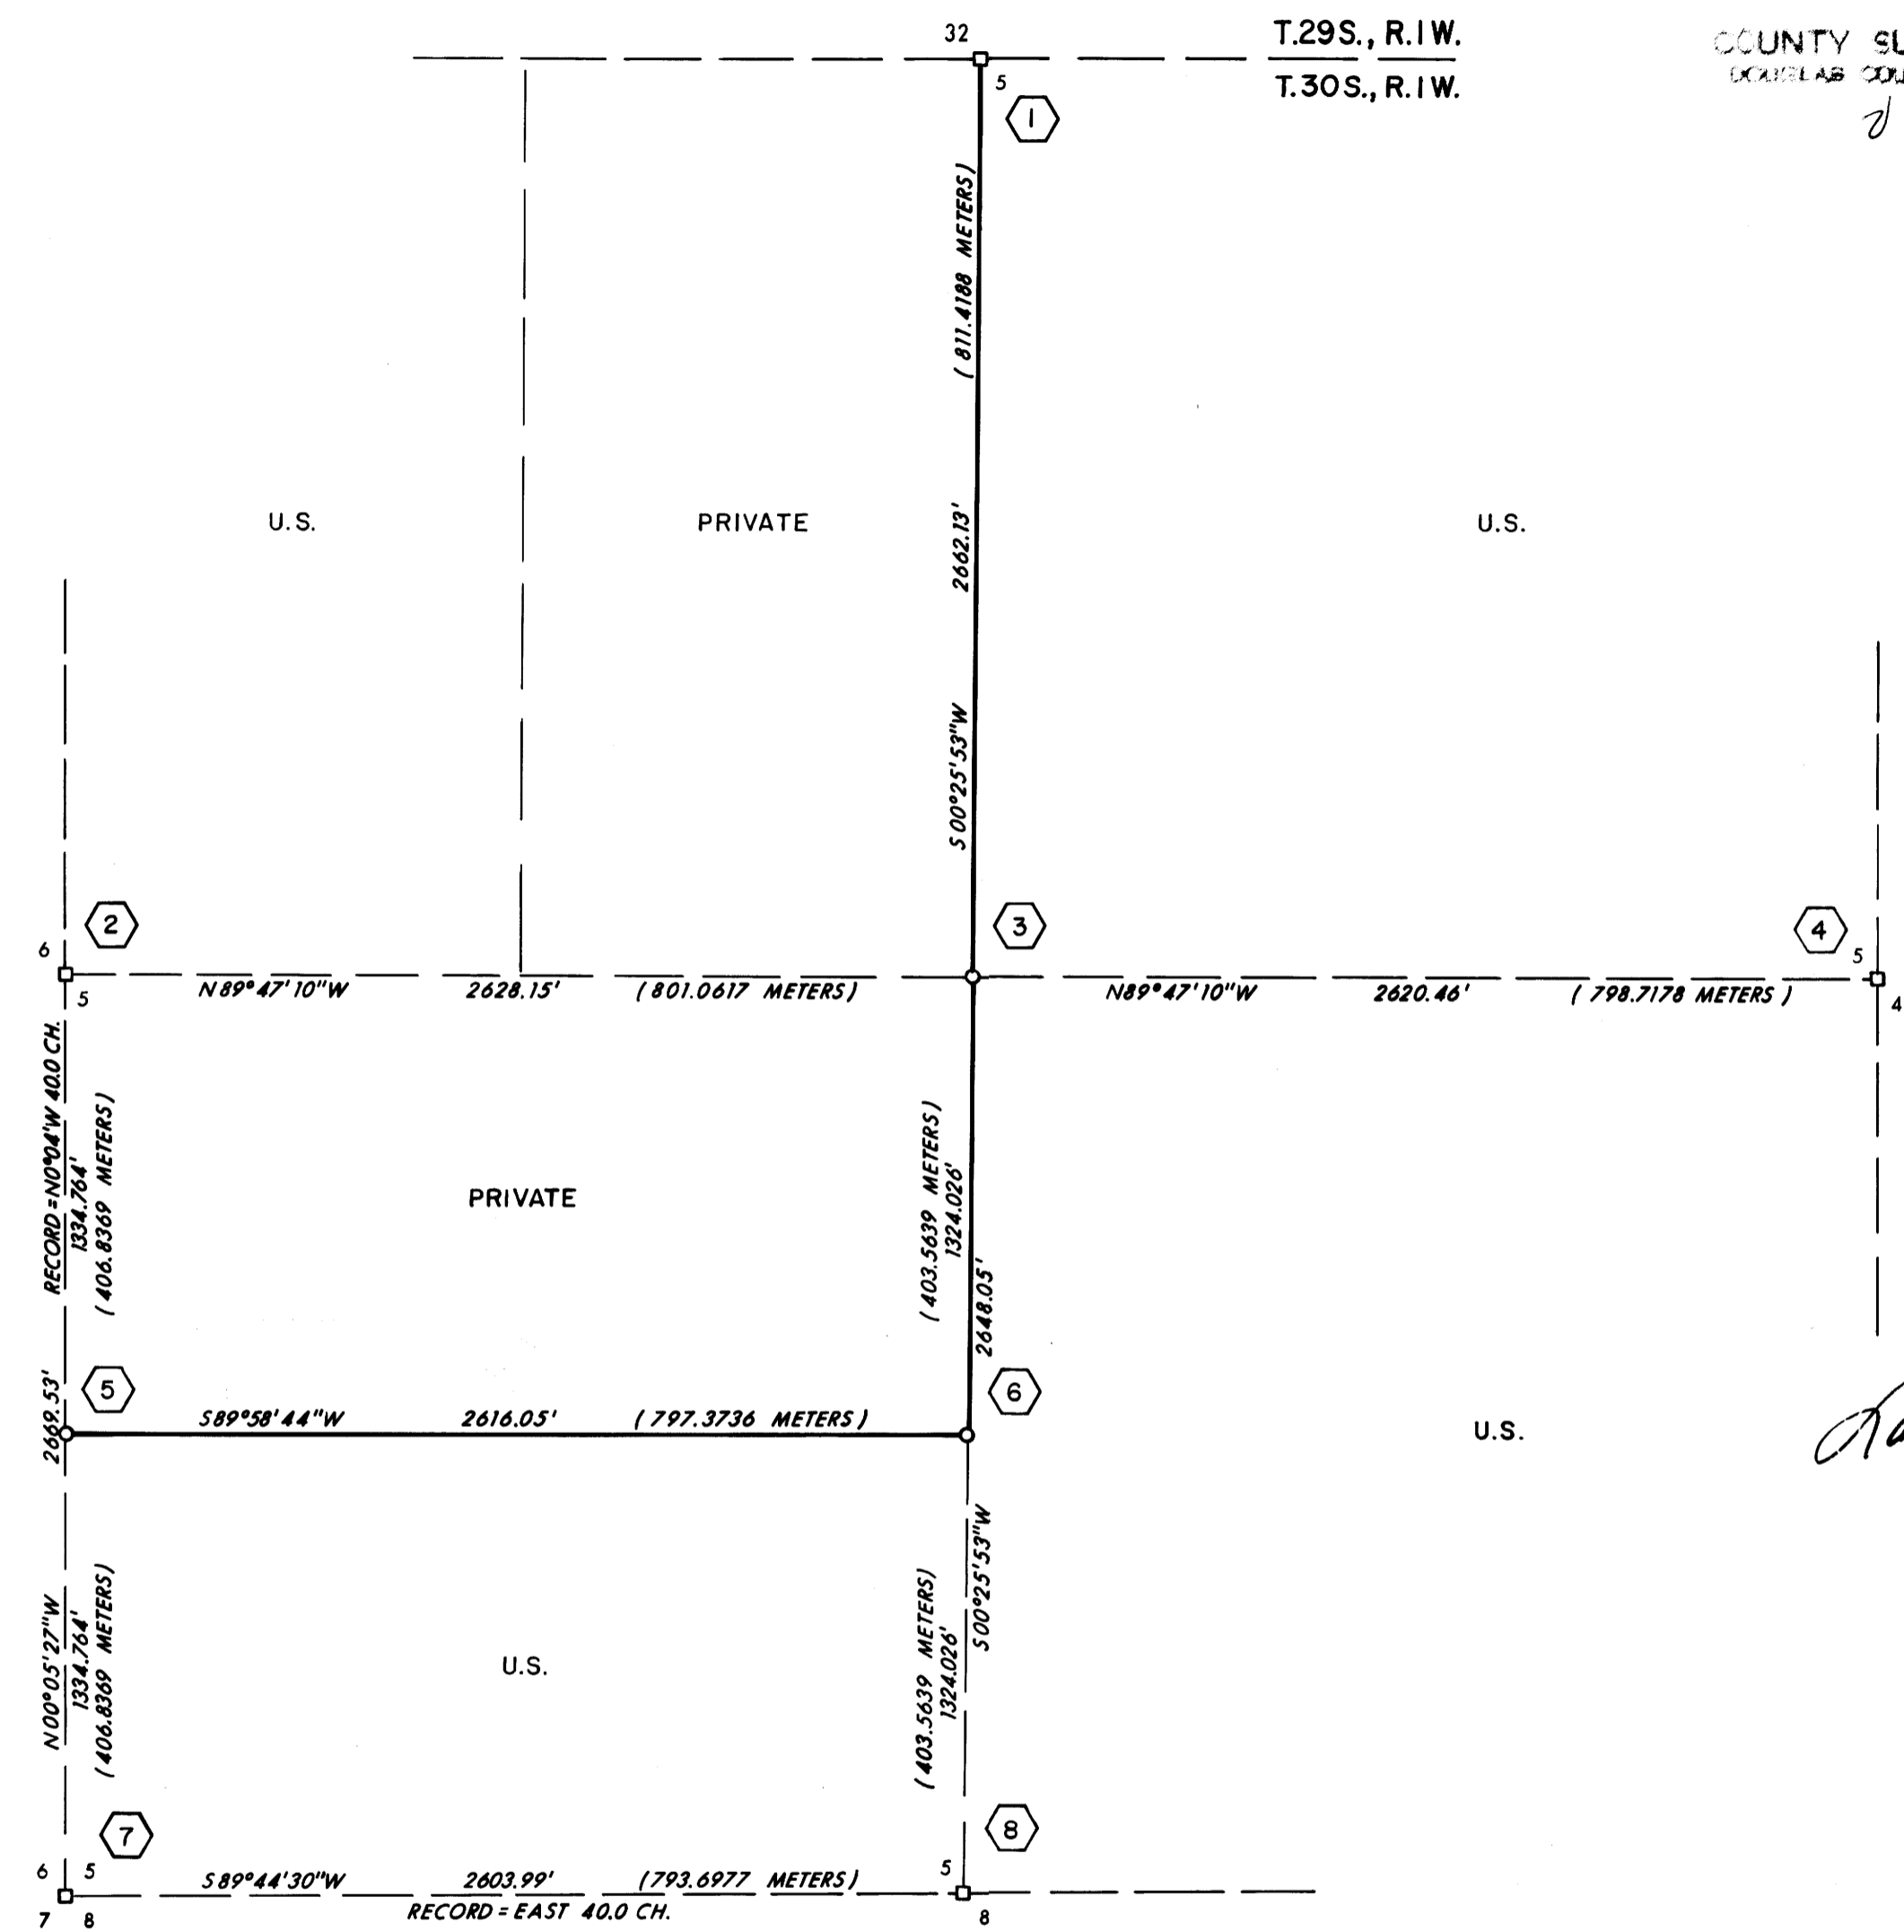 32
T.29S., R.1W.
T.30S., R.1W.
COUNTY
5
1
( 811.4188 METERS )
2662.13'
S00°25'53"W
U.S.
PRIVATE
U.S.
2
3
4
6
5
5
4
N89°47'10"W 2628.15' ( 801.0617 METERS )
N89°47'10"W 2620.46' ( 798.7178 METERS )
RECORD = N0°04'W 40.0 CH.
1334.764'
( 406.8369 METERS )
PRIVATE
( 403.5639 METERS )
1324.026'
2648.05'
2669.53'
5
6
S89°58'44"W 2616.05' ( 797.3736 METERS )
U.S.
N00°05'27"W
1334.764'
( 406.8369 METERS )
U.S.
( 403.5639 METERS )
1324.026'
S00°25'53"W
7
8
6 5
5
S89°44'30"W 2603.99' ( 793.6977 METERS )
RECORD = EAST 40.0 CH.
7 8
8